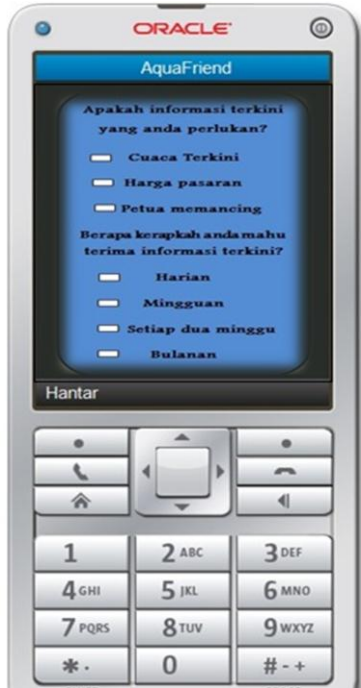 ORACLE
AquaFriend
Apakah informasi terkini
yang anda perlukan?
Cuaca Terkini
Harga pasaran
Petua memancing
Berapa kerapkah anda mahu
terima informasi terkini?
Harian
Mingguan
Setiap dua minggu
Bulanan
Hantar
1 2 ABC 3 DEF
4 GHI 5 JKL 6 MNO
7 PQRS 8 TUV 9 WXYZ
* . 0 # - +